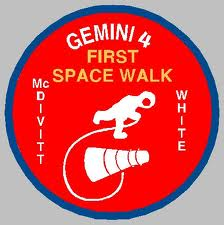 GEMINI 4
FIRST
SPACE WALK
McDIVITT
WHITE